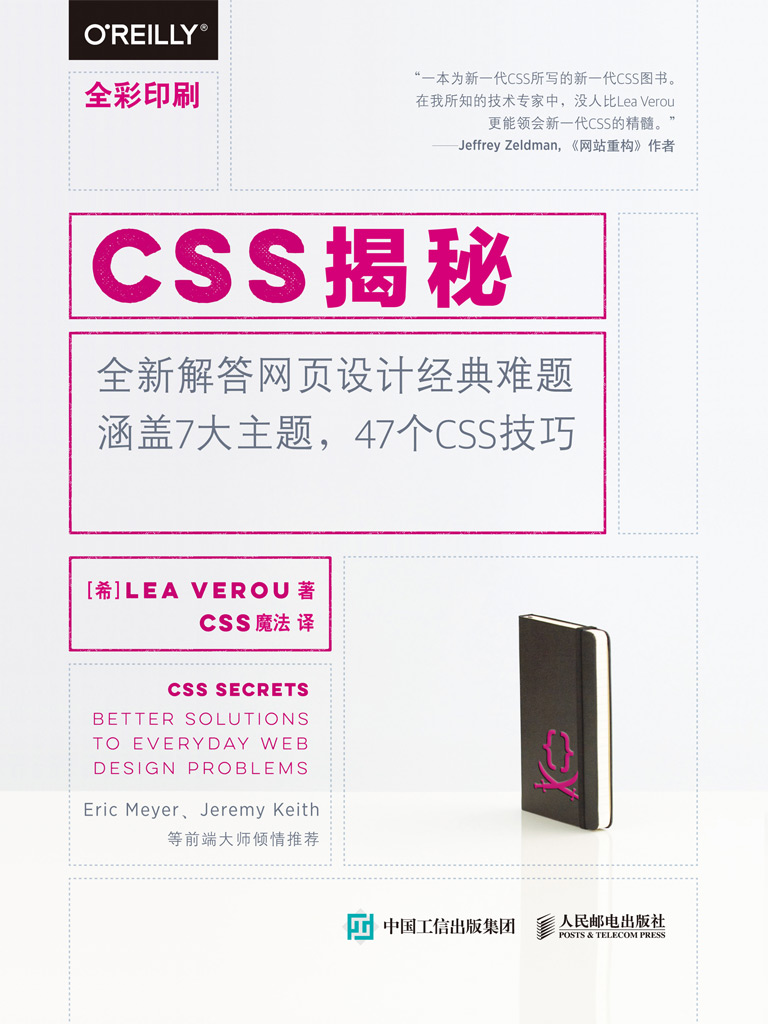 O'REILLY®
全彩印刷
“一本为新一代CSS所写的新一代CSS图书。
在我所知的技术专家中，没人比Lea Verou
更能领会新一代CSS的精髓。”
——Jeffrey Zeldman, 《网站重构》作者
CSS揭秘
全新解答网页设计经典难题
涵盖7大主题，47个CSS技巧
[希]LEA VEROU 著
CSS魔法 译
CSS SECRETS
BETTER SOLUTIONS
TO EVERYDAY WEB
DESIGN PROBLEMS
Eric Meyer、Jeremy Keith
等前端大师倾情推荐
{}
中国工信出版集团
人民邮电出版社
POSTS & TELECOM PRESS